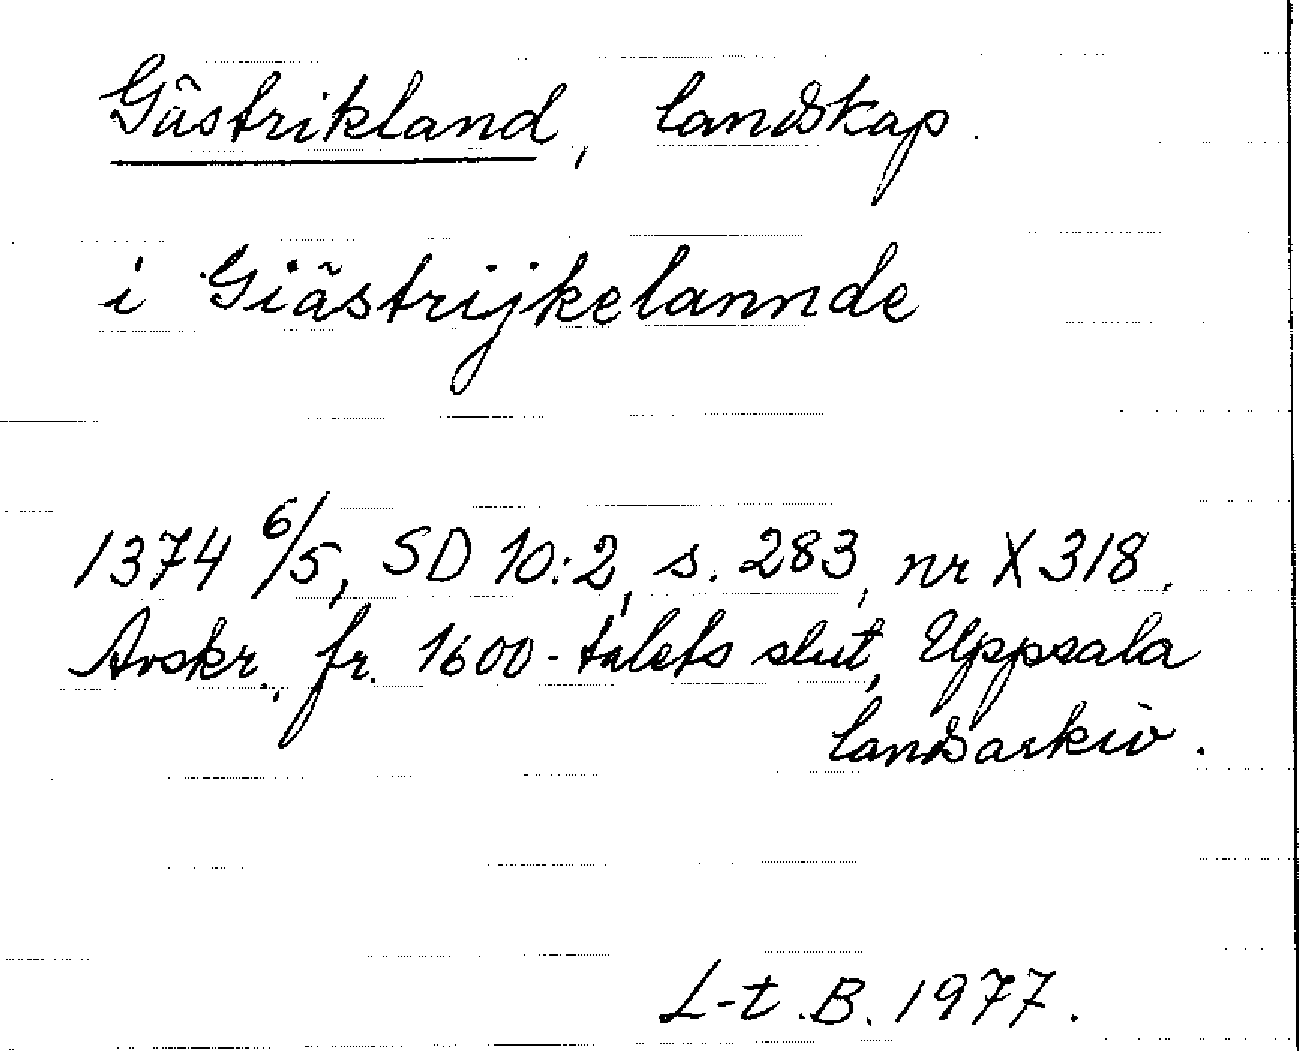 Gästrikland, landskap.
i Giästrijkelannde
1374 6/5, SD 10:2, s. 283, nr X 318.
Avskr. fr. 1600-talets slut, Uppsala
landsarkiv.
L-t. B. 1977.